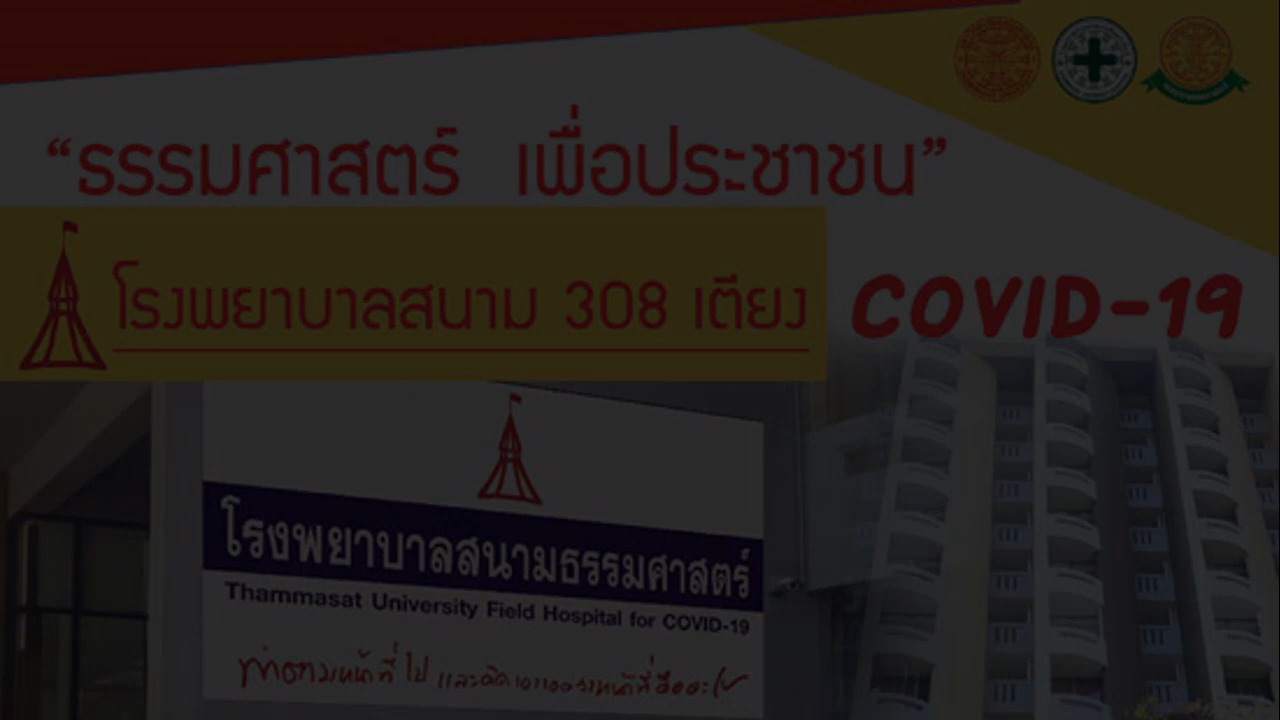 “ธรรมศาสตร์ เพื่อประชาชน”
โรงพยาบาลสนาม 308 เตียง
COVID-19
โรงพยาบาลสนามธรรมศาสตร์
Thammasat University Field Hospital for COVID-19